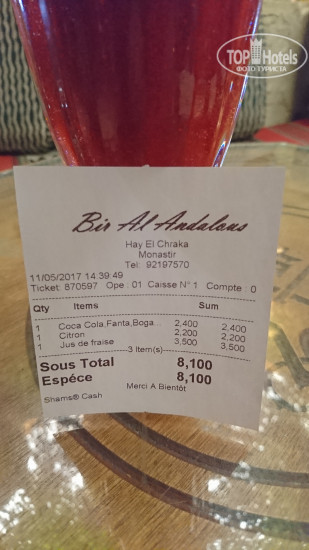 TOPHotels
ФОТО ТУРИСТА
Bir Al Andalous
Hay El Chraka
Monastir
Tel: 92197570
11/05/2017 14:39:49
Ticket: 870597 Ope.: 01 Caisse N° 1 Compte : 0
Qty Items Sum
1 Coca Cola,Fanta,Boga... 2,400 2,400
1 Citron 2,200 2,200
1 Jus de fraise 3,500 3,500
3 Item(s)
Sous Total 8,100
Espéce 8,100
Merci A Bientôt
Shams® Cash